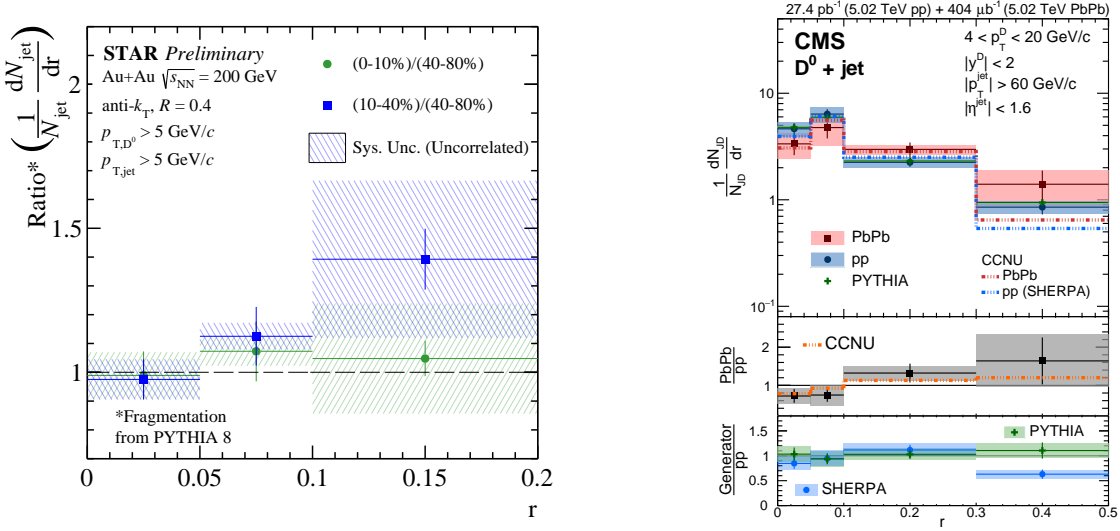 STAR Preliminary
Au+Au √s_NN = 200 GeV
anti-k_T, R = 0.4
p_T,D⁰ > 5 GeV/c
p_T,jet > 5 GeV/c
(0-10%)/(40-80%)
(10-40%)/(40-80%)
Sys. Unc. (Uncorrelated)
Ratio* (1/N_jet dN_jet/dr)
2
1.5
1
*Fragmentation
from PYTHIA 8
0 0.05 0.1 0.15 0.2
r
27.4 pb⁻¹ (5.02 TeV pp) + 404 μb⁻¹ (5.02 TeV PbPb)
CMS
D⁰ + jet
4 < p_T^D < 20 GeV/c
|y^D| < 2
|p_T^jet| > 60 GeV/c
|η^jet| < 1.6
1/N_JD dN_JD/dr
10
1
10⁻¹
PbPb
pp
PYTHIA
CCNU
PbPb
pp (SHERPA)
PbPb/pp
2
1
CCNU
Generator/pp
1.5
1
0.5
0
PYTHIA
SHERPA
0 0.1 0.2 0.3 0.4 0.5
r